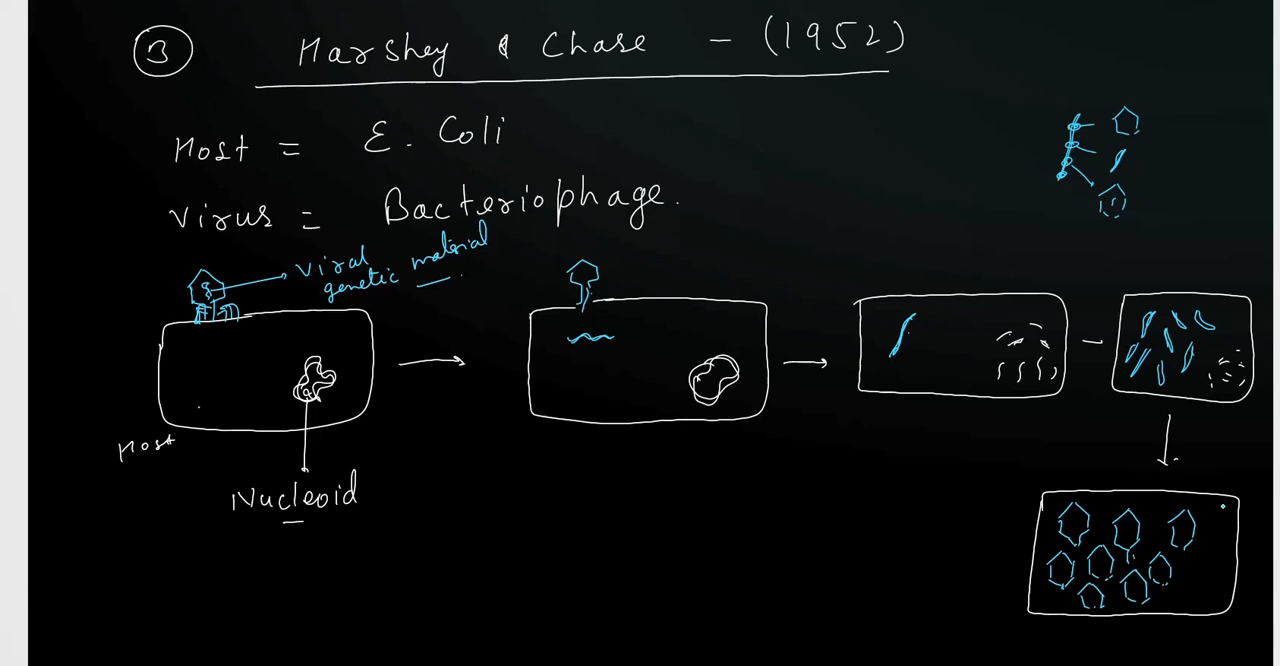 3 Harshey & Chase - (1952)
Host = E. Coli
Virus = Bacteriophage.
Viral
genetic material
Host
Nucleoid